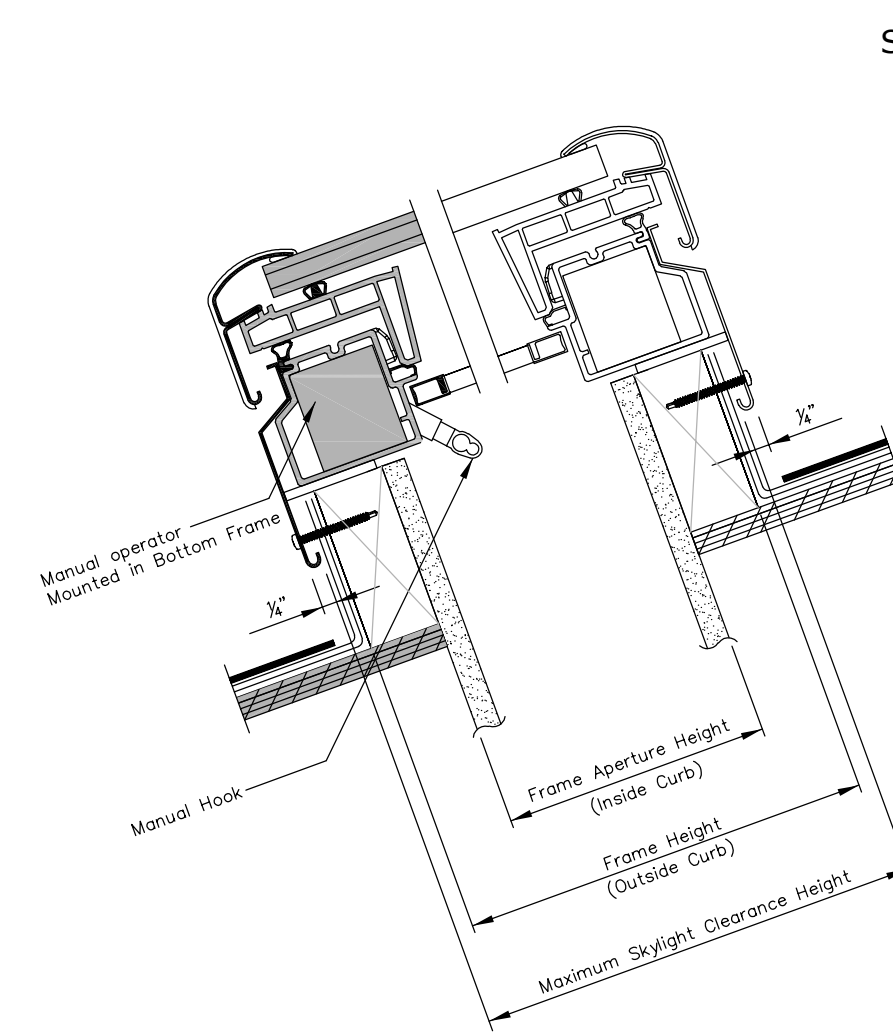 S
¼"
Manual operator
Mounted in Bottom Frame
¼"
Manual Hook
Frame Aperture Height
(Inside Curb)
Frame Height
(Outside Curb)
Maximum Skylight Clearance Height